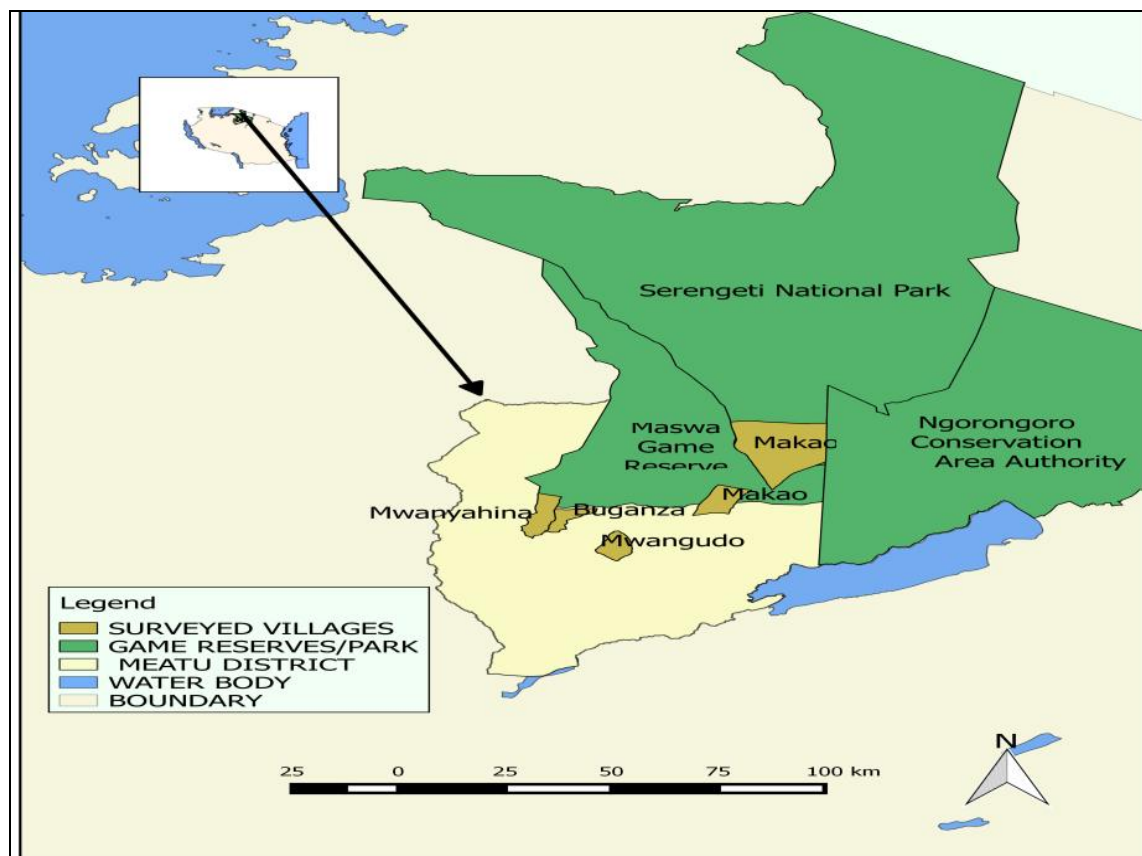 Serengeti National Park
Maswa
Game
Reserve
Makao
Ngorongoro
Conservation
Area Authority
Makao
Mwanyahina
Buganza
Mwangudo
Legend
SURVEYED VILLAGES
GAME RESERVES/PARK
MEATU DISTRICT
WATER BODY
BOUNDARY
25 0 25 50 75 100 km
N